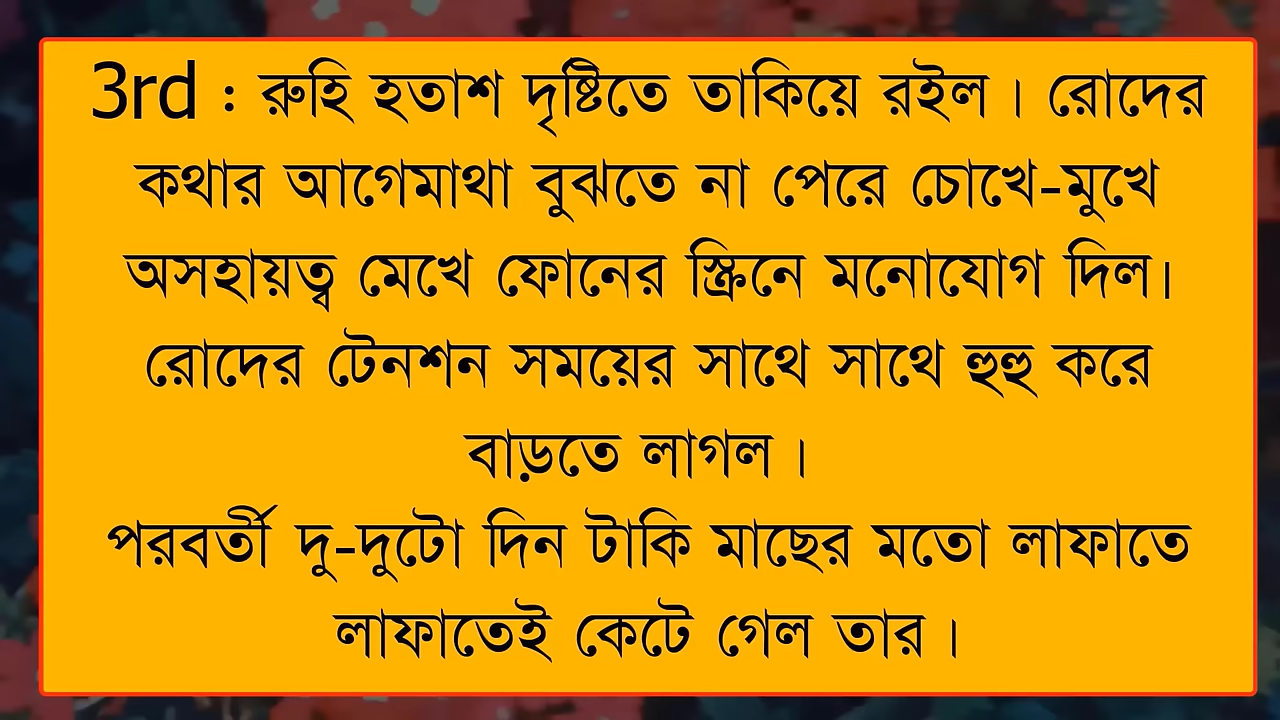 3rd : রুহি হতাশ দৃষ্টিতে তাকিয়ে রইল । রোদের
কথার আগেমাথা বুঝতে না পেরে চোখে-মুখে
অসহায়ত্ব মেখে ফোনের স্ক্রিনে মনোযোগ দিল।
রোদের টেনশন সময়ের সাথে সাথে হুহু করে
বাড়তে লাগল ।
পরবর্তী দু-দুটো দিন টাকি মাছের মতো লাফাতে
লাফাতেই কেটে গেল তার ।